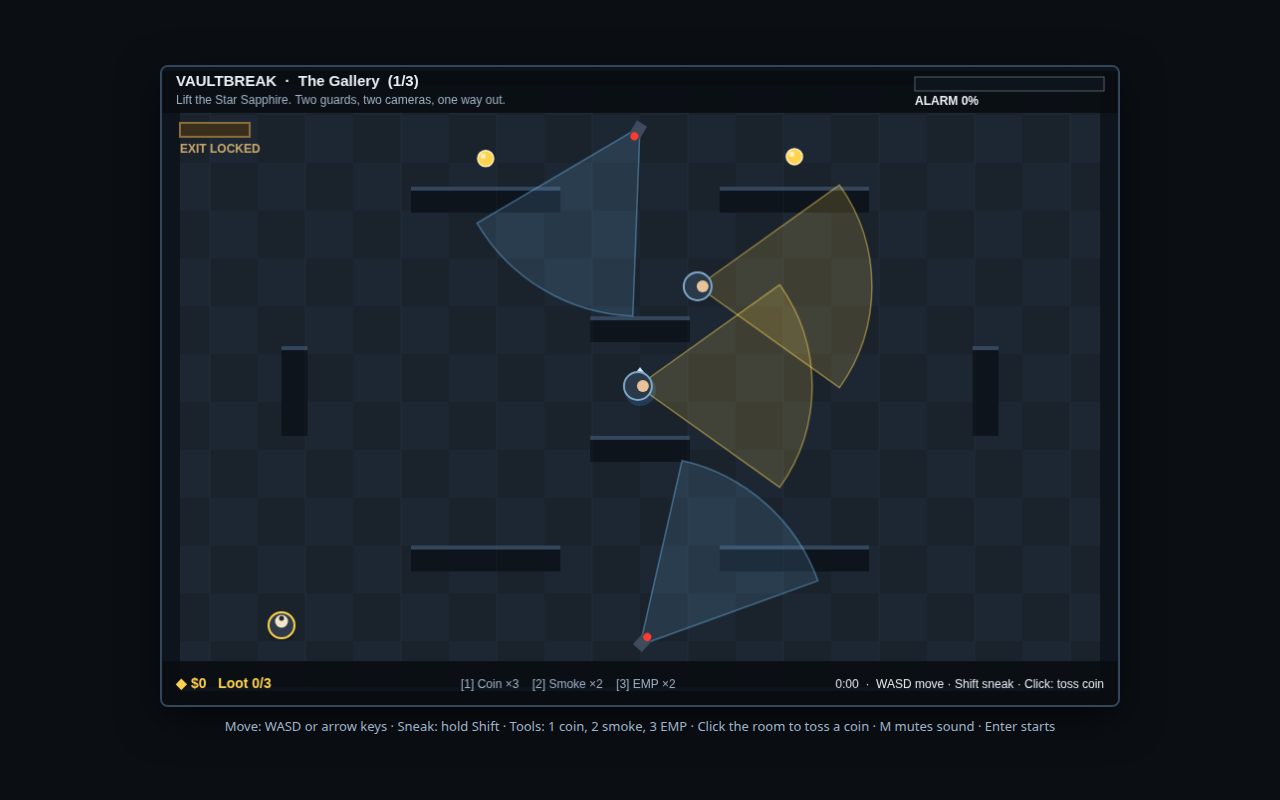 VAULTBREAK · The Gallery (1/3)
Lift the Star Sapphire. Two guards, two cameras, one way out.
ALARM 0%
EXIT LOCKED
◆ $0 Loot 0/3
[1] Coin ×3 [2] Smoke ×2 [3] EMP ×2
0:00 · WASD move · Shift sneak · Click: toss coin
Move: WASD or arrow keys · Sneak: hold Shift · Tools: 1 coin, 2 smoke, 3 EMP · Click the room to toss a coin · M mutes sound · Enter starts